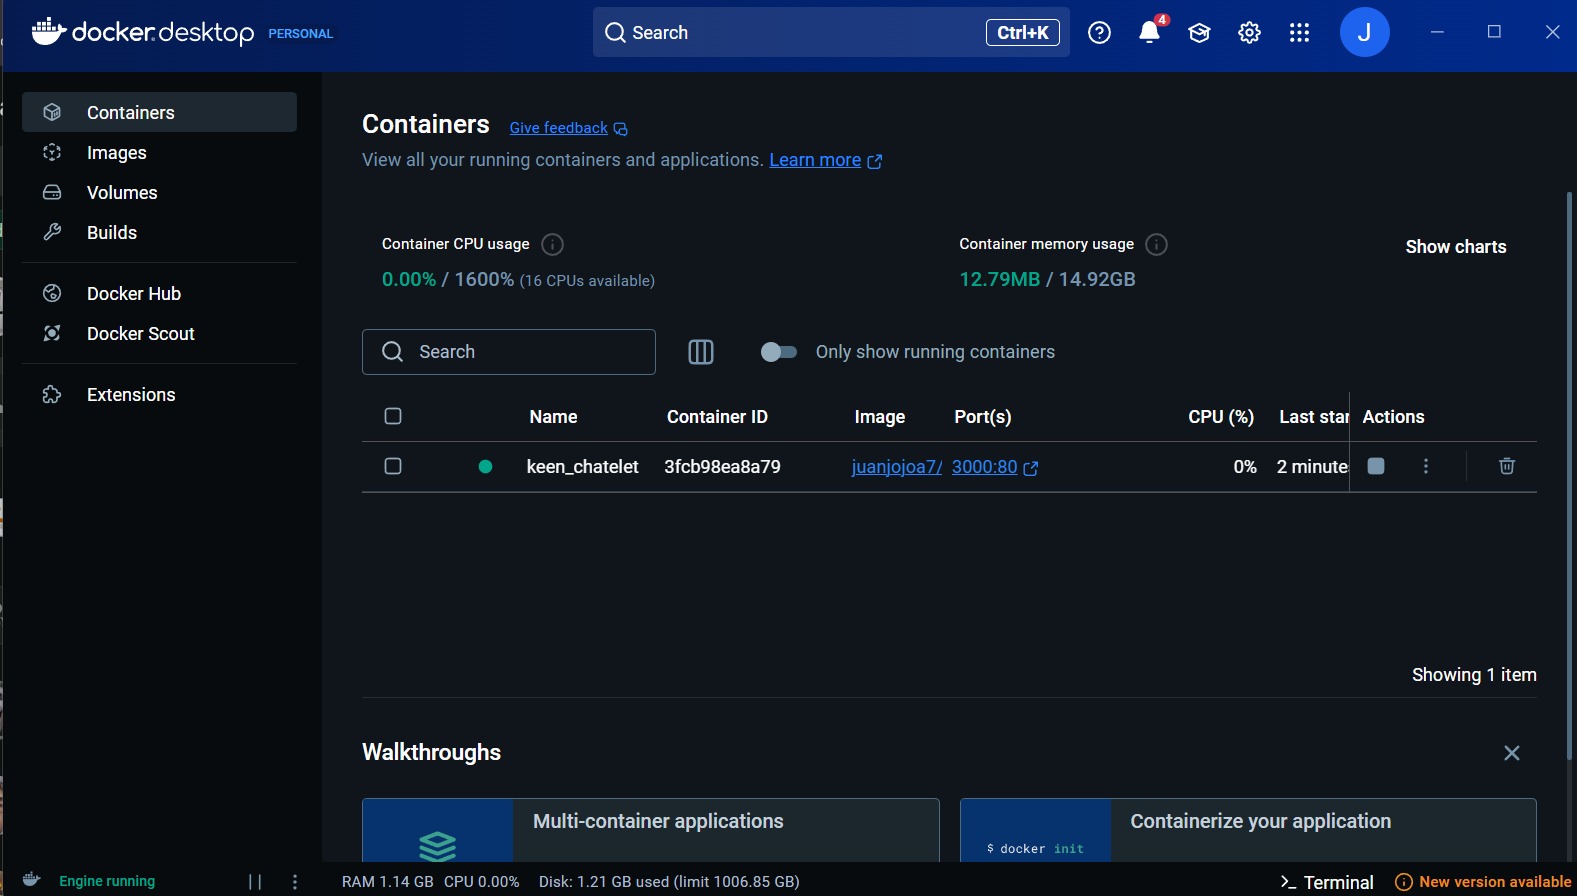 docker.desktop PERSONAL Search Ctrl+K 4 J
Containers
Images
Volumes
Builds
Docker Hub
Docker Scout
Extensions
Containers Give feedback
View all your running containers and applications. Learn more
Container CPU usage
0.00% / 1600% (16 CPUs available)
Container memory usage
12.79MB / 14.92GB
Show charts
Search
Only show running containers
Name Container ID Image Port(s) CPU (%) Last star Actions
keen_chatelet 3fcb98ea8a79 juanjojoa7/ 3000:80 0% 2 minute
Showing 1 item
Walkthroughs
Multi-container applications
$ docker init
Containerize your application
Engine running
RAM 1.14 GB CPU 0.00% Disk: 1.21 GB used (limit 1006.85 GB)
>_ Terminal
New version available